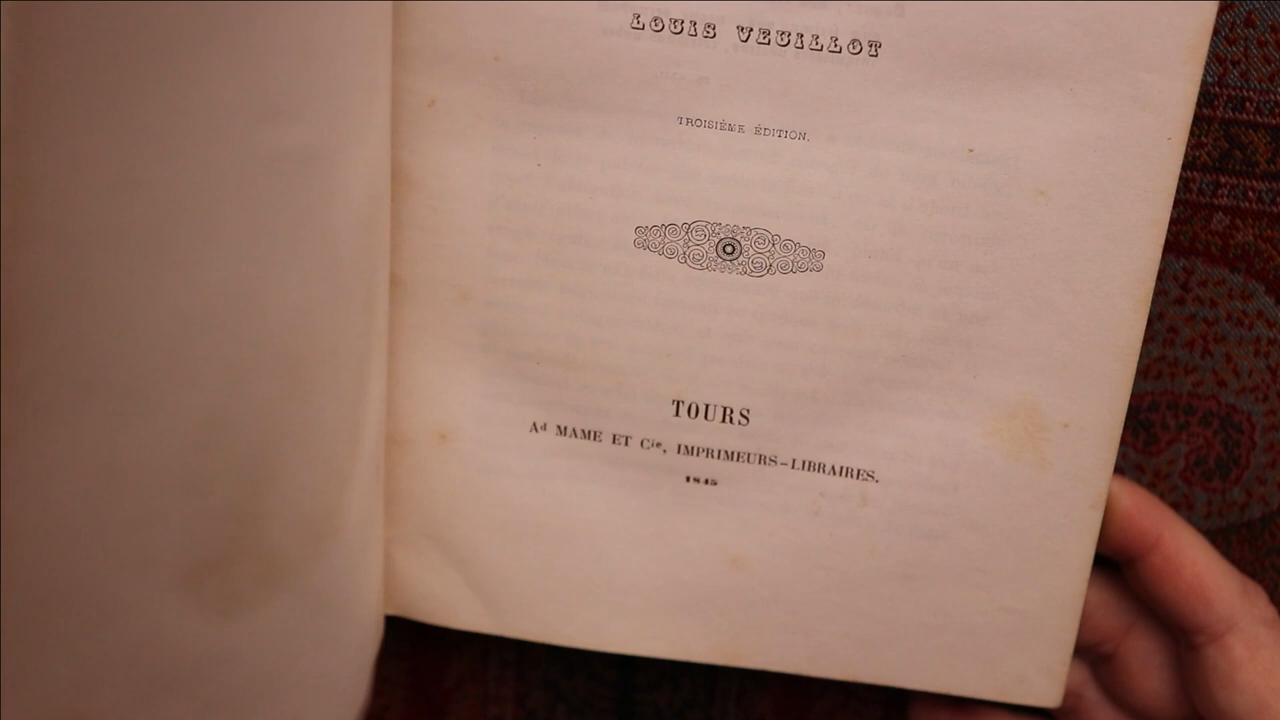 LOUIS VEUILLOT
TROISIÈME ÉDITION.
TOURS
Ad MAME ET Cie, IMPRIMEURS-LIBRAIRES.
1845